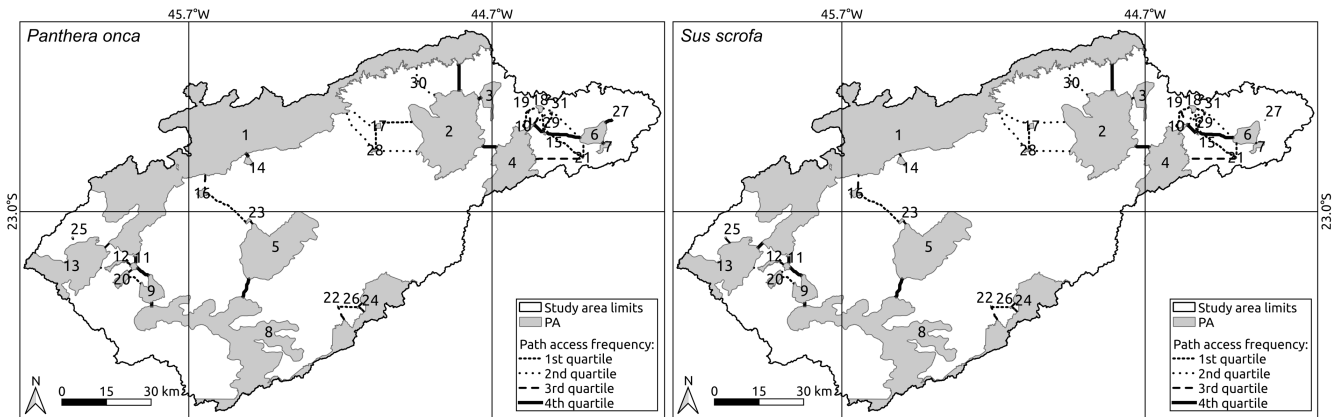 45.7°W 44.7°W 45.7°W 44.7°W
Panthera onca
Sus scrofa
30
3
19 18 31
27
17
10
29
1
2
6
15
7
28
4
21
14
16
23.0°S
23
25
5
12 11
13
20
9
22 26 24
8
Study area limits
PA
Path access frequency:
1st quartile
2nd quartile
3rd quartile
4th quartile
N
0 15 30 km
30
3
19 18 31
27
17
10
29
1
2
6
15
7
28
4
21
14
16
23.0°S
23
25
5
12 11
13
20
9
22 26 24
8
Study area limits
PA
Path access frequency:
1st quartile
2nd quartile
3rd quartile
4th quartile
N
0 15 30 km